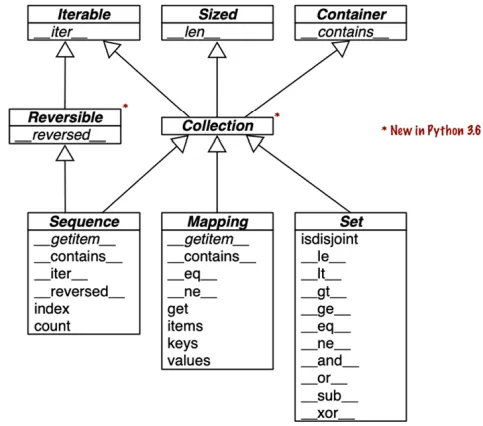 Iterable
__iter__
Sized
__len__
Container
__contains__
Reversible
__reversed__
*
Collection
*
* New in Python 3.6
Sequence
__getitem__
__contains__
__iter__
__reversed__
index
count
Mapping
__getitem__
__contains__
__eq__
__ne__
get
items
keys
values
Set
isdisjoint
__le__
__lt__
__gt__
__ge__
__eq__
__ne__
__and__
__or__
__sub__
__xor__